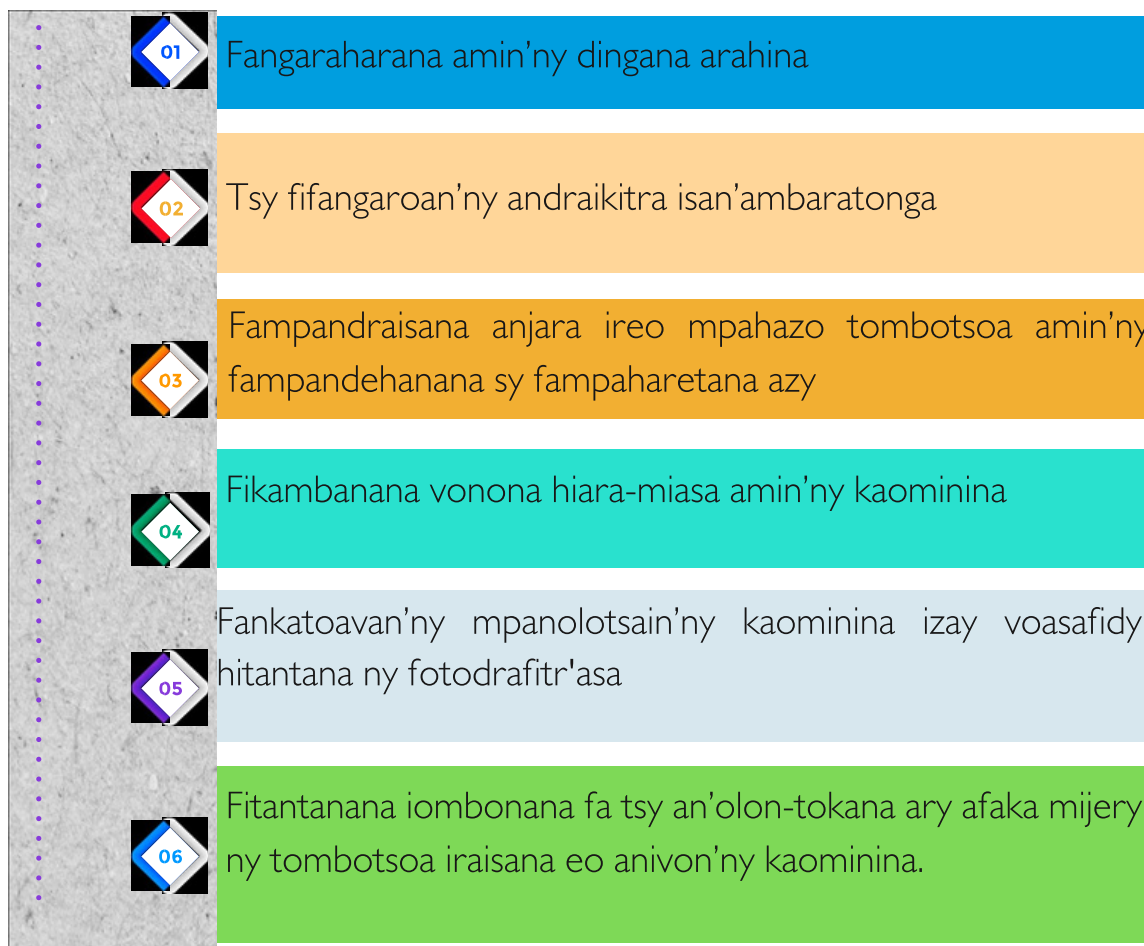 01
Fangaraharana amin’ny dingana arahina
02
Tsy fifangaroan’ny andraikitra isan’ambaratonga
03
Fampandraisana anjara ireo mpahazo tombotsoa amin’ny
fampandehanana sy fampaharetana azy
04
Fikambanana vonona hiara-miasa amin’ny kaominina
05
Fankatoavan’ny mpanolotsain’ny kaominina izay voasafidy
hitantana ny fotodrafitr'asa
06
Fitantanana iombonana fa tsy an’olon-tokana ary afaka mijery
ny tombotsoa iraisana eo anivon’ny kaominina.